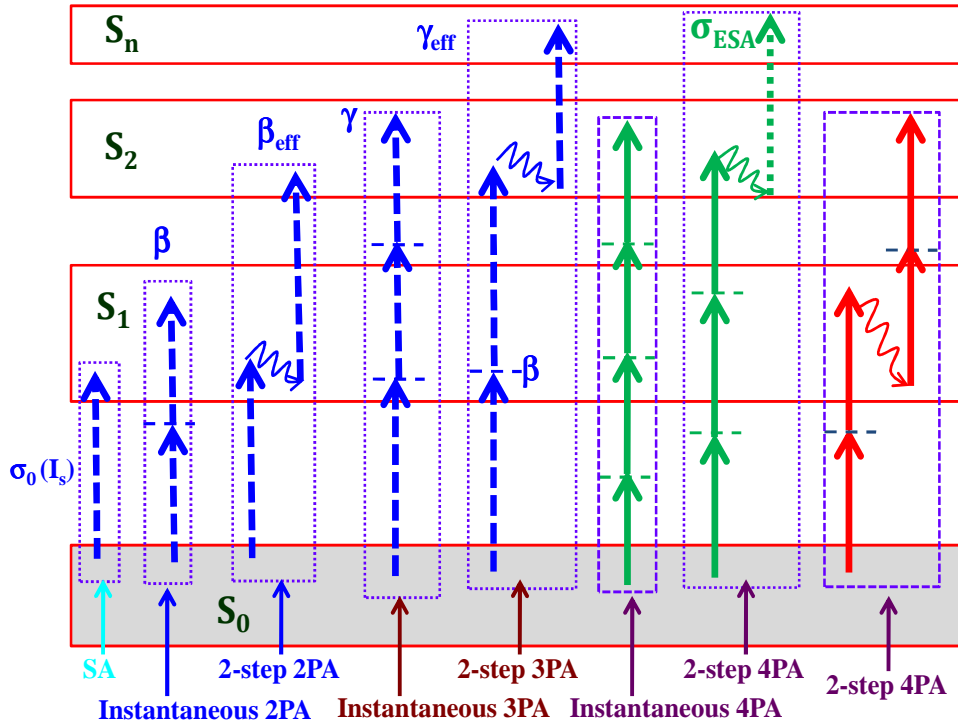 Sₙ
γeff
σESA
S₂
βeff
γ
β
S₁
β
σ₀(Iₛ)
S₀
SA
2-step 2PA
2-step 3PA
2-step 4PA
2-step 4PA
Instantaneous 2PA
Instantaneous 3PA
Instantaneous 4PA